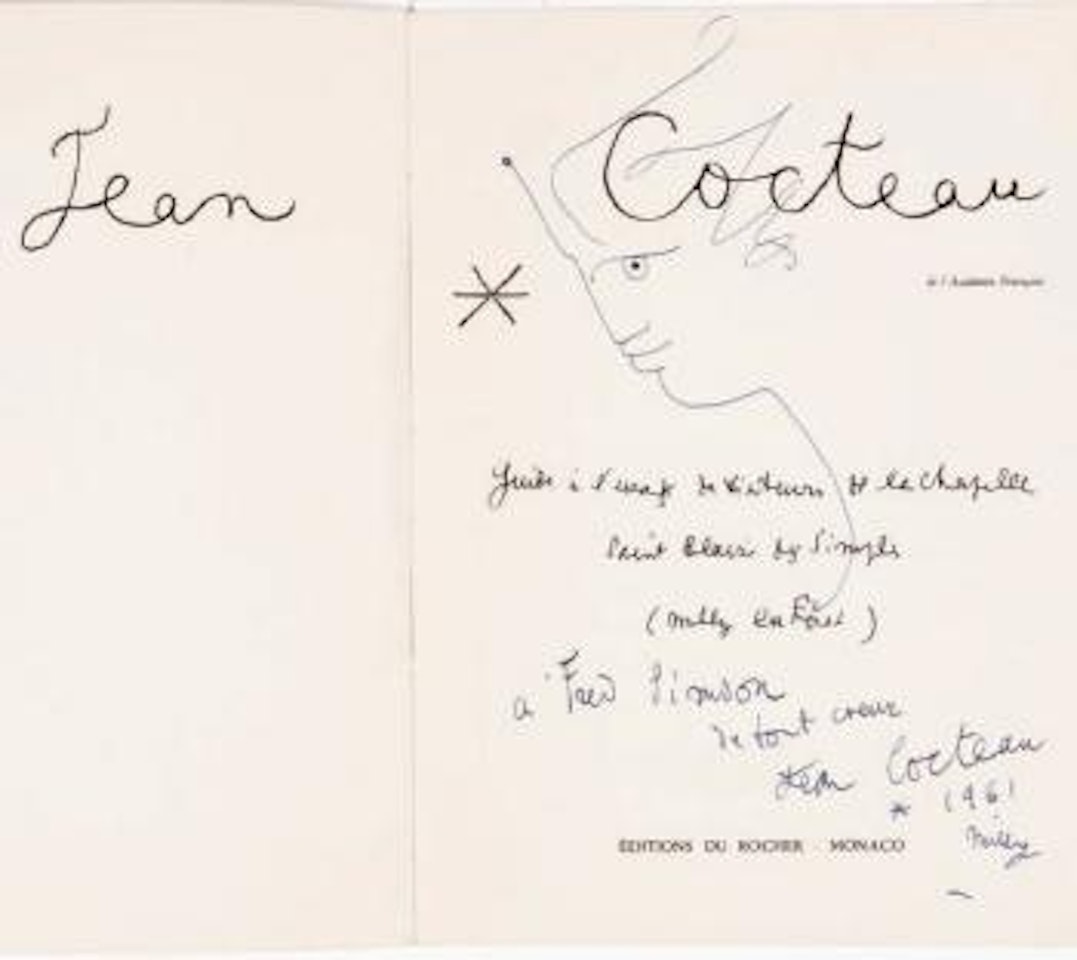 Jean Cocteau
de l'Académie Française
Guide à l'usage des visiteurs de la Chapelle
Saint Blaise des Simples
(Milly la Forêt)
a Fred Simson
de tout cœur
Jean Cocteau
* 1961
Milly
ÉDITIONS DU ROCHER MONACO